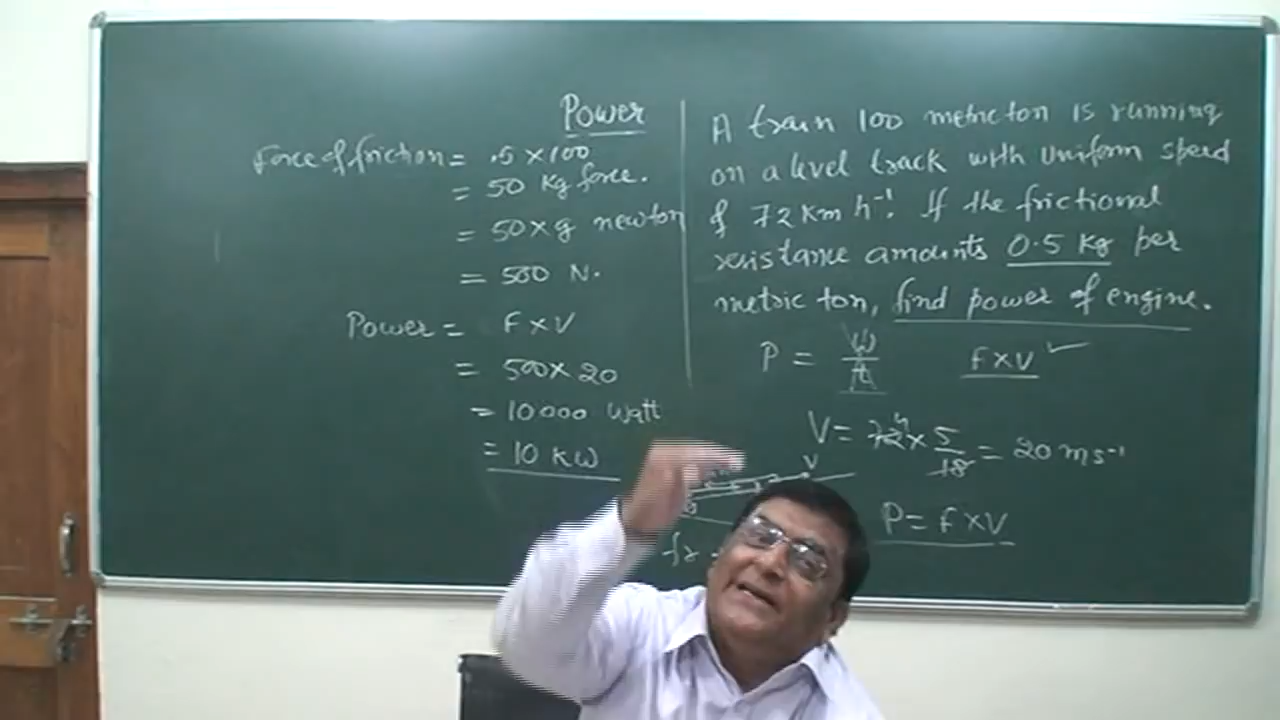 Power
Force of friction = .5 × 100
= 50 Kg force.
= 50 × g newton
= 500 N.
Power = F × V
= 500 × 20
= 10000 Watt
= 10 KW
A train 100 metric ton is running
on a level track with uniform speed
of 72 Km h⁻¹. If the frictional
resistance amounts 0.5 Kg per
metric ton, find power of engine.
P = W/t F × V ✓
V = 72 4 × 5/18 = 20 m s⁻¹
V
P = F × V
fr